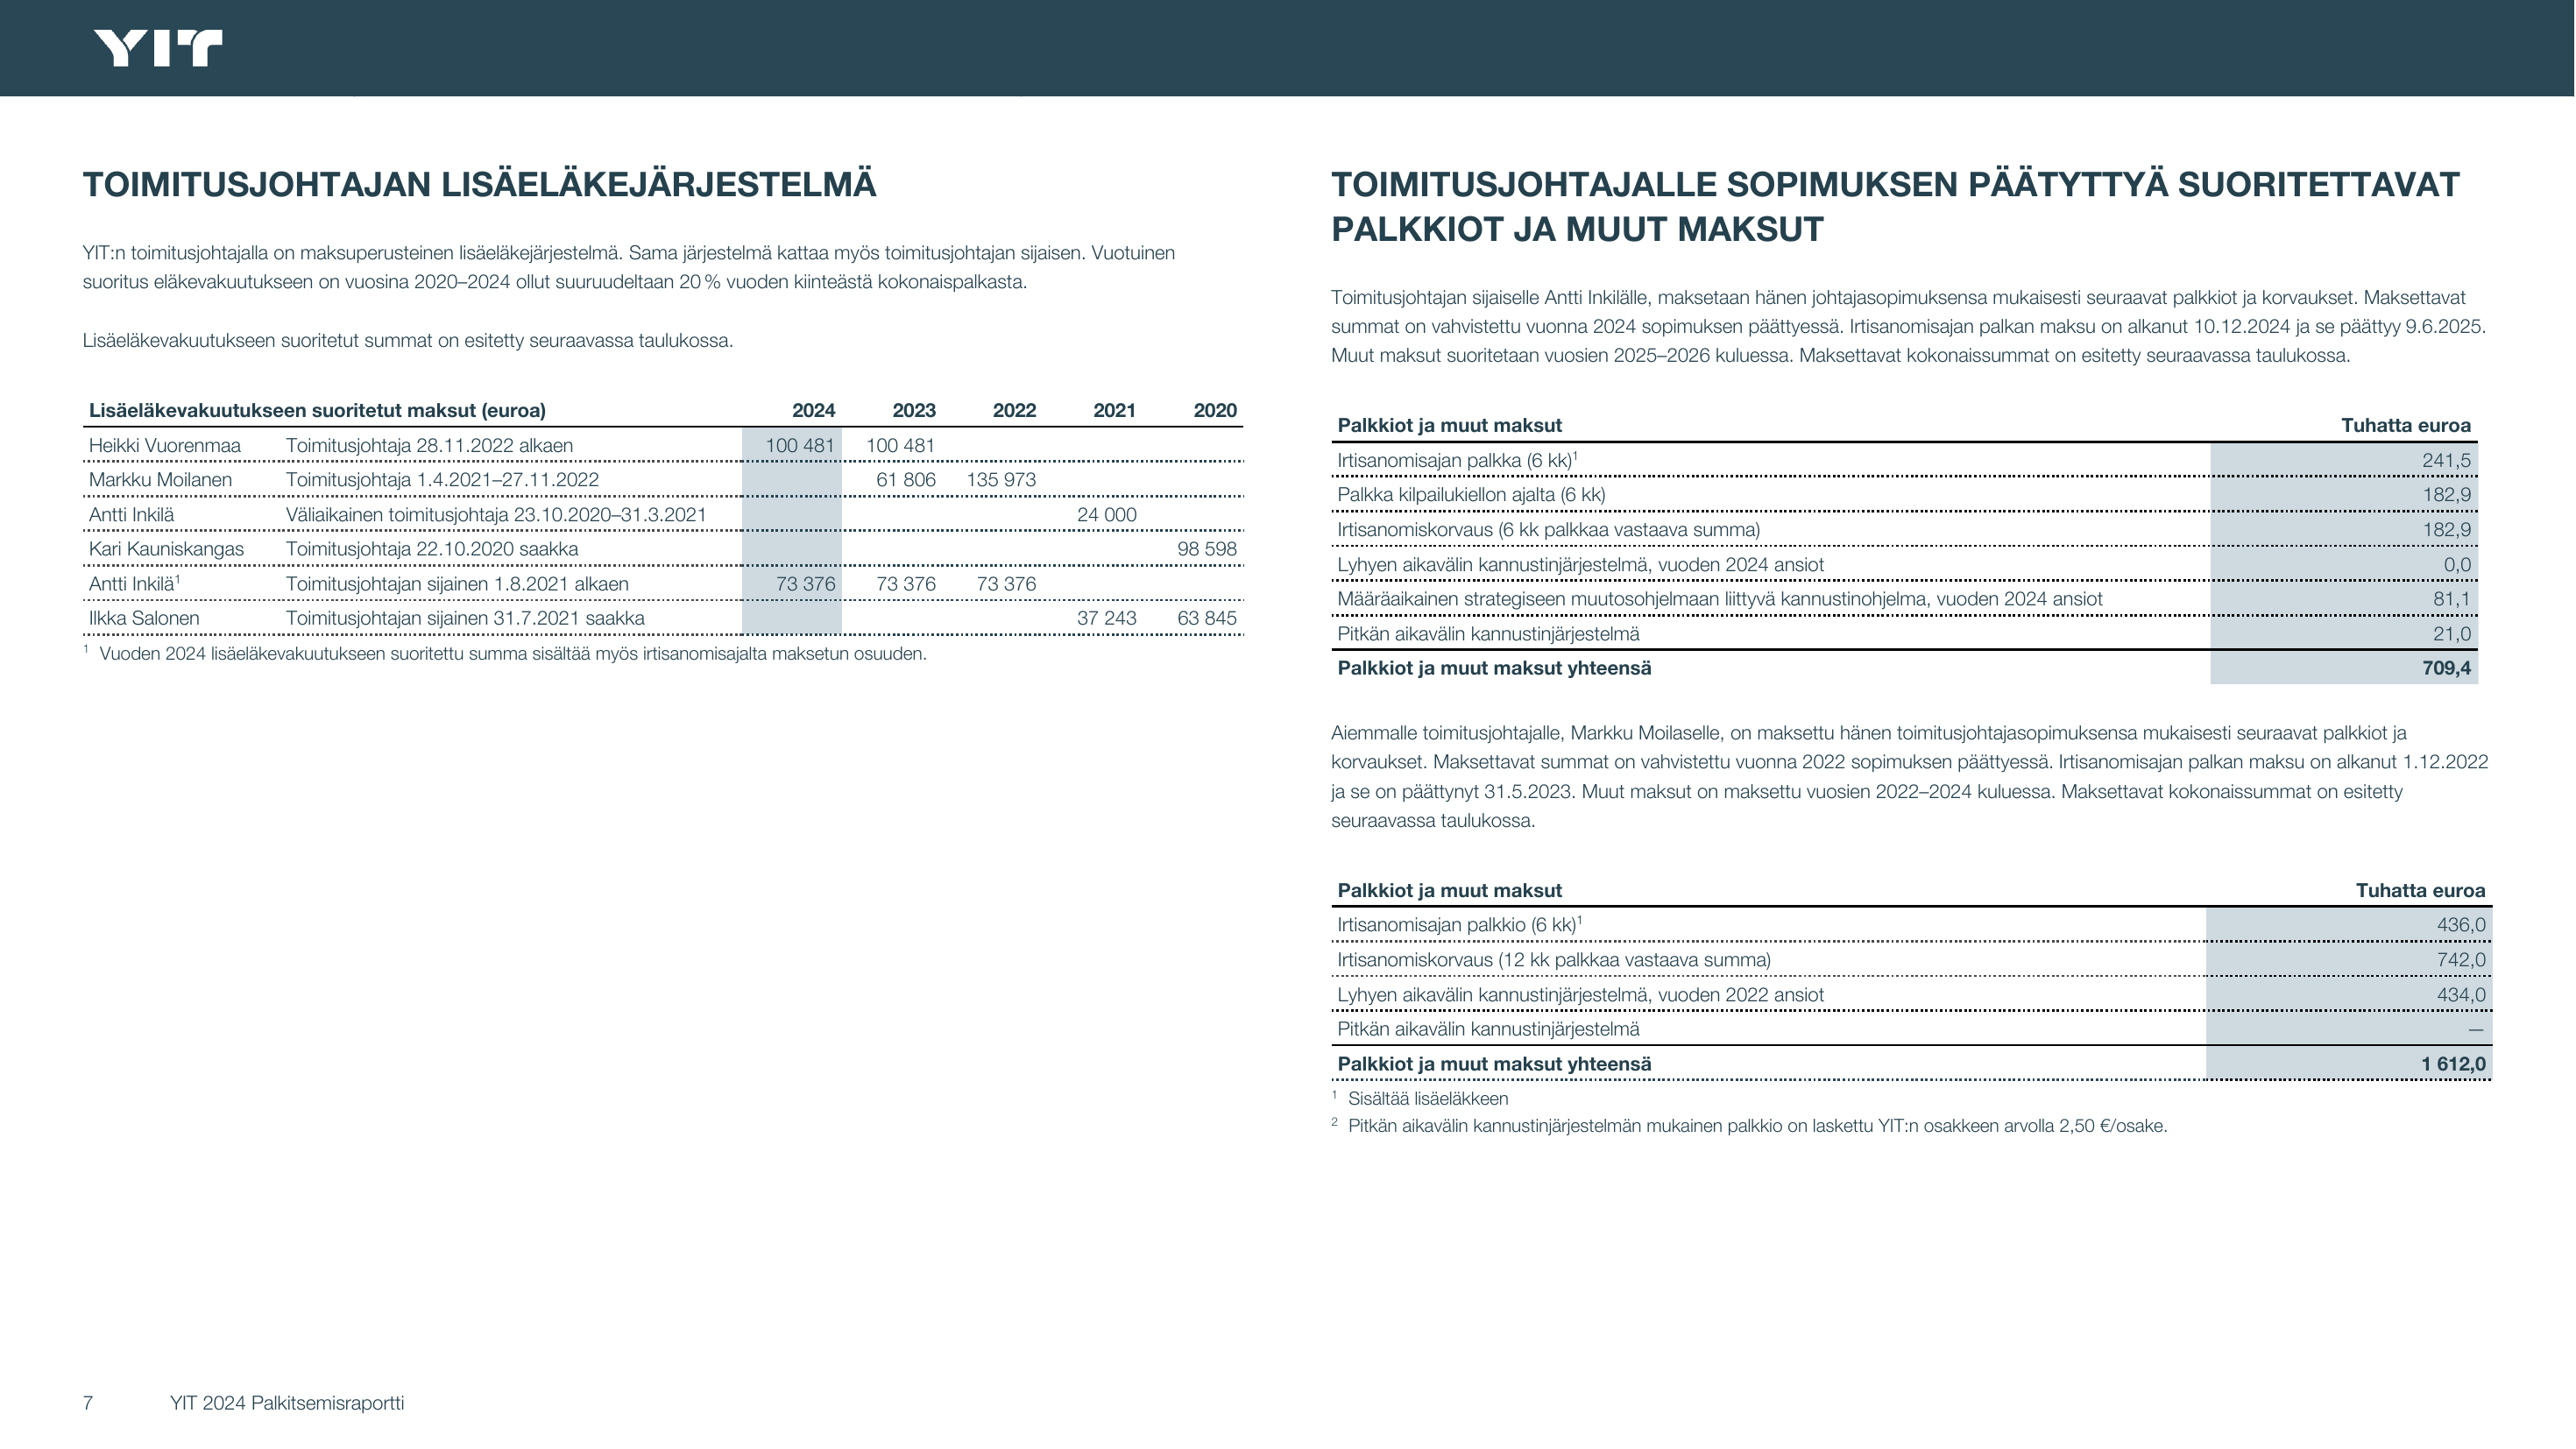 YIT
TOIMITUSJOHTAJAN LISÄELÄKEJÄRJESTELMÄ
YIT:n toimitusjohtajalla on maksuperusteinen lisäeläkejärjestelmä. Sama järjestelmä kattaa myös toimitusjohtajan sijaisen. Vuotuinen
suoritus eläkevakuutukseen on vuosina 2020–2024 ollut suuruudeltaan 20 % vuoden kiinteästä kokonaispalkasta.
Lisäeläkevakuutukseen suoritetut summat on esitetty seuraavassa taulukossa.
Lisäeläkevakuutukseen suoritetut maksut (euroa) 2024 2023 2022 2021 2020
Heikki Vuorenmaa Toimitusjohtaja 28.11.2022 alkaen 100 481 100 481
Markku Moilanen Toimitusjohtaja 1.4.2021–27.11.2022 61 806 135 973
Antti Inkilä Väliaikainen toimitusjohtaja 23.10.2020–31.3.2021 24 000
Kari Kauniskangas Toimitusjohtaja 22.10.2020 saakka 98 598
Antti Inkilä¹ Toimitusjohtajan sijainen 1.8.2021 alkaen 73 376 73 376 73 376
Ilkka Salonen Toimitusjohtajan sijainen 31.7.2021 saakka 37 243 63 845
¹ Vuoden 2024 lisäeläkevakuutukseen suoritettu summa sisältää myös irtisanomisajalta maksetun osuuden.
TOIMITUSJOHTAJALLE SOPIMUKSEN PÄÄTYTTYÄ SUORITETTAVAT
PALKKIOT JA MUUT MAKSUT
Toimitusjohtajan sijaiselle Antti Inkilälle, maksetaan hänen johtajasopimuksensa mukaisesti seuraavat palkkiot ja korvaukset. Maksettavat
summat on vahvistettu vuonna 2024 sopimuksen päättyessä. Irtisanomisajan palkan maksu on alkanut 10.12.2024 ja se päättyy 9.6.2025.
Muut maksut suoritetaan vuosien 2025–2026 kuluessa. Maksettavat kokonaissummat on esitetty seuraavassa taulukossa.
Palkkiot ja muut maksut Tuhatta euroa
Irtisanomisajan palkka (6 kk)¹ 241,5
Palkka kilpailukiellon ajalta (6 kk) 182,9
Irtisanomiskorvaus (6 kk palkkaa vastaava summa) 182,9
Lyhyen aikavälin kannustinjärjestelmä, vuoden 2024 ansiot 0,0
Määräaikainen strategiseen muutosohjelmaan liittyvä kannustinohjelma, vuoden 2024 ansiot 81,1
Pitkän aikavälin kannustinjärjestelmä 21,0
Palkkiot ja muut maksut yhteensä 709,4
Aiemmalle toimitusjohtajalle, Markku Moilaselle, on maksettu hänen toimitusjohtajasopimuksensa mukaisesti seuraavat palkkiot ja
korvaukset. Maksettavat summat on vahvistettu vuonna 2022 sopimuksen päättyessä. Irtisanomisajan palkan maksu on alkanut 1.12.2022
ja se on päättynyt 31.5.2023. Muut maksut on maksettu vuosien 2022–2024 kuluessa. Maksettavat kokonaissummat on esitetty
seuraavassa taulukossa.
Palkkiot ja muut maksut Tuhatta euroa
Irtisanomisajan palkkio (6 kk)¹ 436,0
Irtisanomiskorvaus (12 kk palkkaa vastaava summa) 742,0
Lyhyen aikavälin kannustinjärjestelmä, vuoden 2022 ansiot 434,0
Pitkän aikavälin kannustinjärjestelmä —
Palkkiot ja muut maksut yhteensä 1 612,0
¹ Sisältää lisäeläkkeen
² Pitkän aikavälin kannustinjärjestelmän mukainen palkkio on laskettu YIT:n osakkeen arvolla 2,50 €/osake.
7 YIT 2024 Palkitsemisraportti